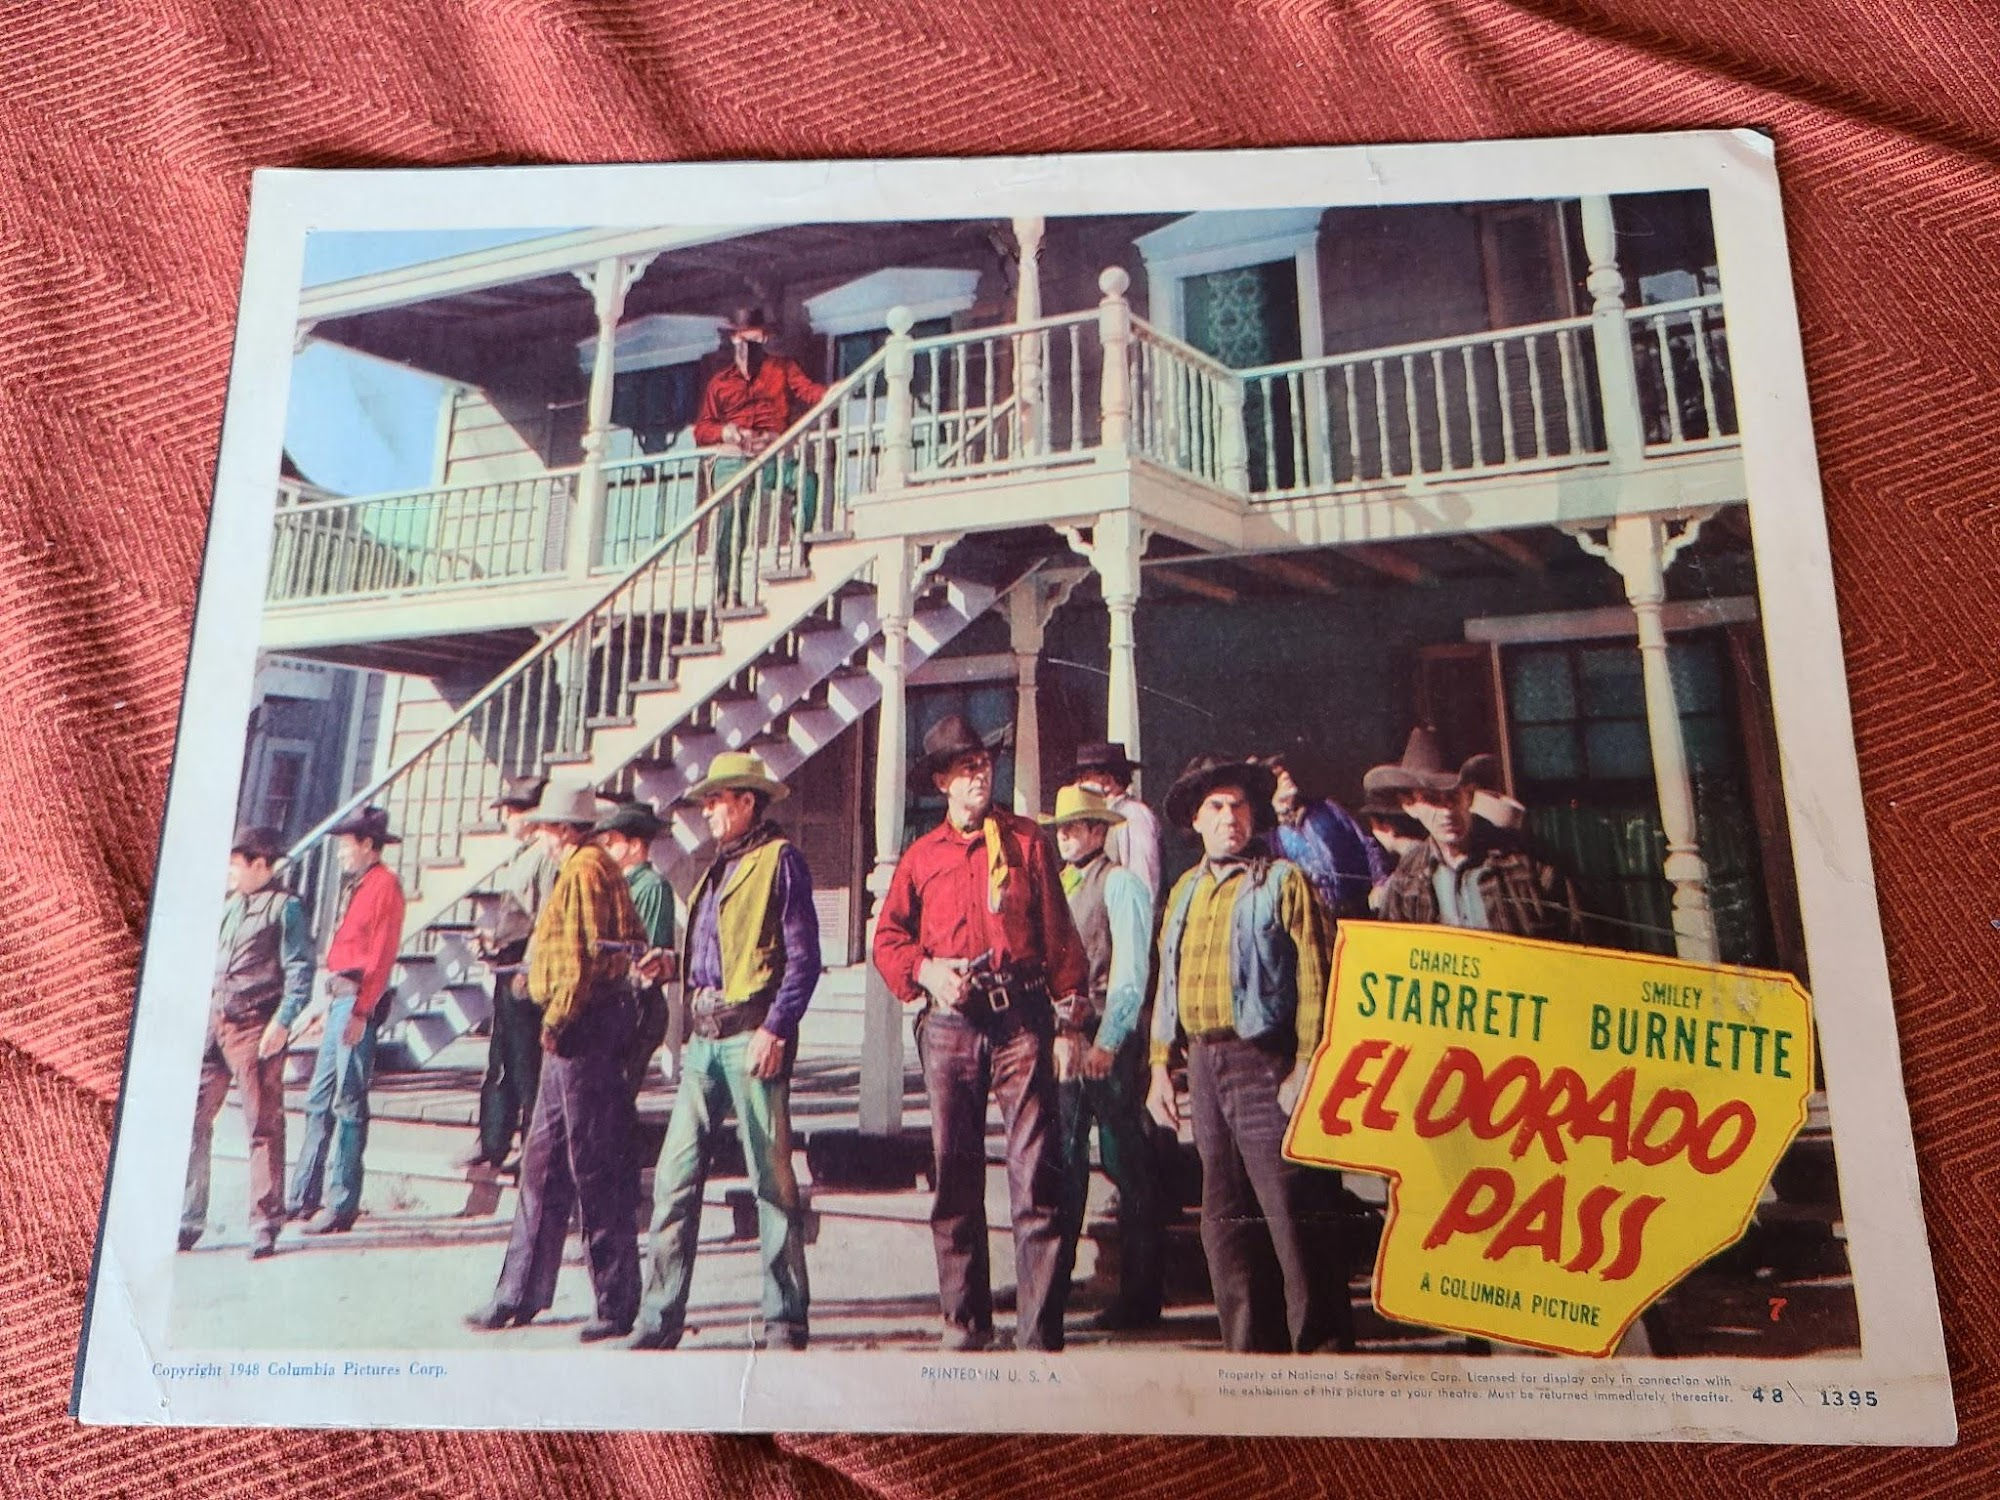 CHARLES
STARRETT
SMILEY
BURNETTE
EL DORADO
PASS
A COLUMBIA PICTURE
7
Copyright 1948 Columbia Pictures Corp.
PRINTED IN U. S. A.
Property of National Screen Service Corp. Licensed for display only in connection with
the exhibition of this picture at your theatre. Must be returned immediately thereafter.
48 1395